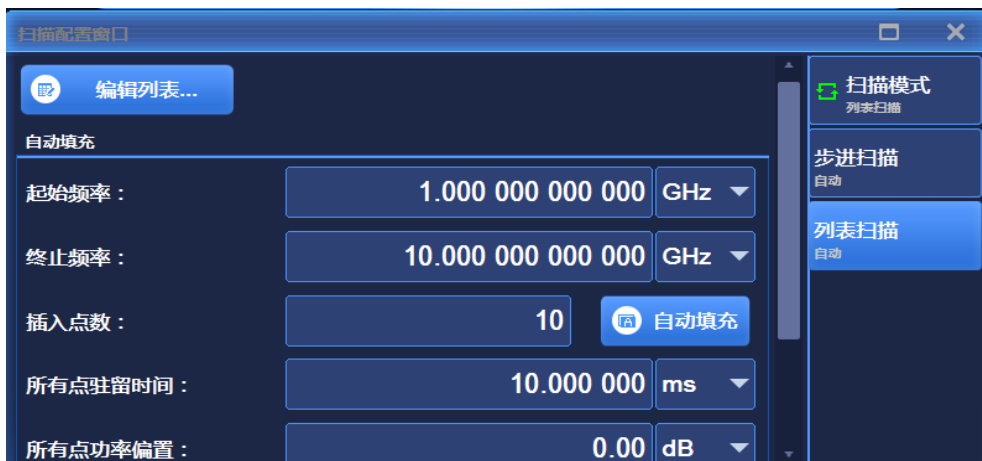 扫描配置窗口
编辑列表...
自动填充
起始频率： 1.000 000 000 000 GHz
终止频率： 10.000 000 000 000 GHz
插入点数： 10 自动填充
所有点驻留时间： 10.000 000 ms
所有点功率偏置： 0.00 dB
扫描模式
列表扫描
步进扫描
自动
列表扫描
自动